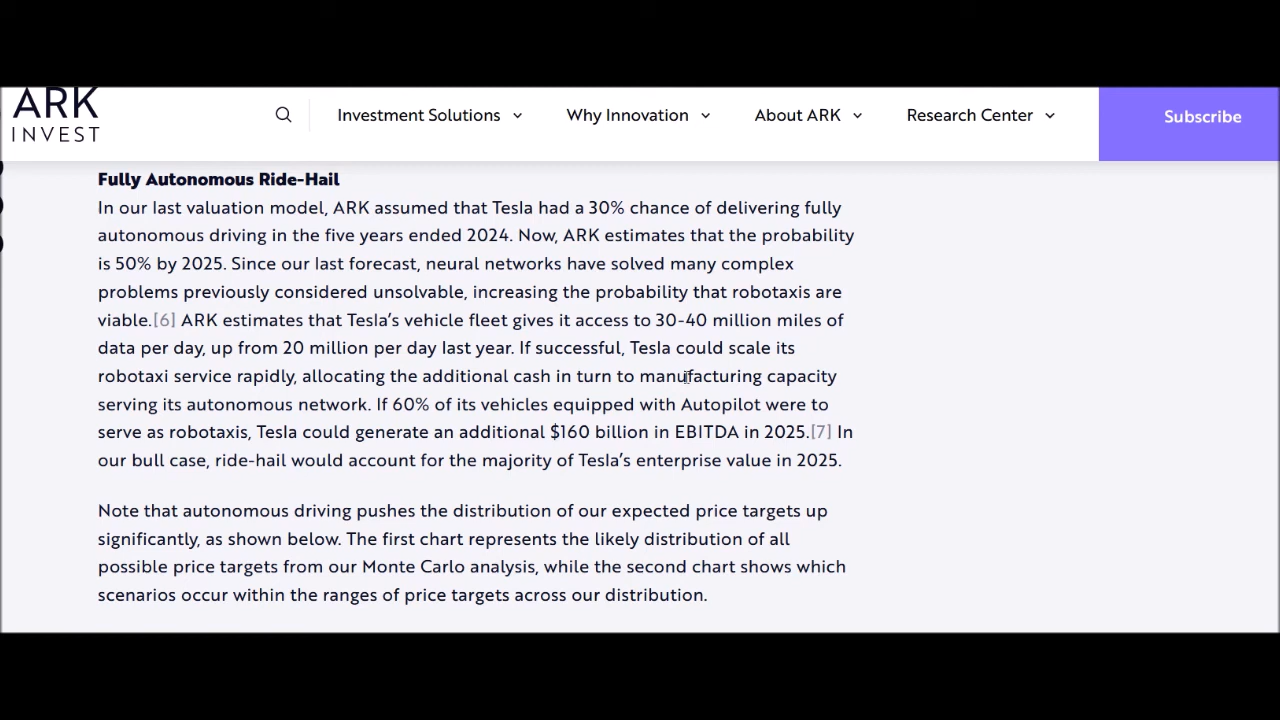 ARK
INVEST
Investment Solutions
Why Innovation
About ARK
Research Center
Subscribe
Fully Autonomous Ride-Hail
In our last valuation model, ARK assumed that Tesla had a 30% chance of delivering fully
autonomous driving in the five years ended 2024. Now, ARK estimates that the probability
is 50% by 2025. Since our last forecast, neural networks have solved many complex
problems previously considered unsolvable, increasing the probability that robotaxis are
viable.[6] ARK estimates that Tesla’s vehicle fleet gives it access to 30-40 million miles of
data per day, up from 20 million per day last year. If successful, Tesla could scale its
robotaxi service rapidly, allocating the additional cash in turn to manufacturing capacity
serving its autonomous network. If 60% of its vehicles equipped with Autopilot were to
serve as robotaxis, Tesla could generate an additional $160 billion in EBITDA in 2025.[7] In
our bull case, ride-hail would account for the majority of Tesla’s enterprise value in 2025.
Note that autonomous driving pushes the distribution of our expected price targets up
significantly, as shown below. The first chart represents the likely distribution of all
possible price targets from our Monte Carlo analysis, while the second chart shows which
scenarios occur within the ranges of price targets across our distribution.